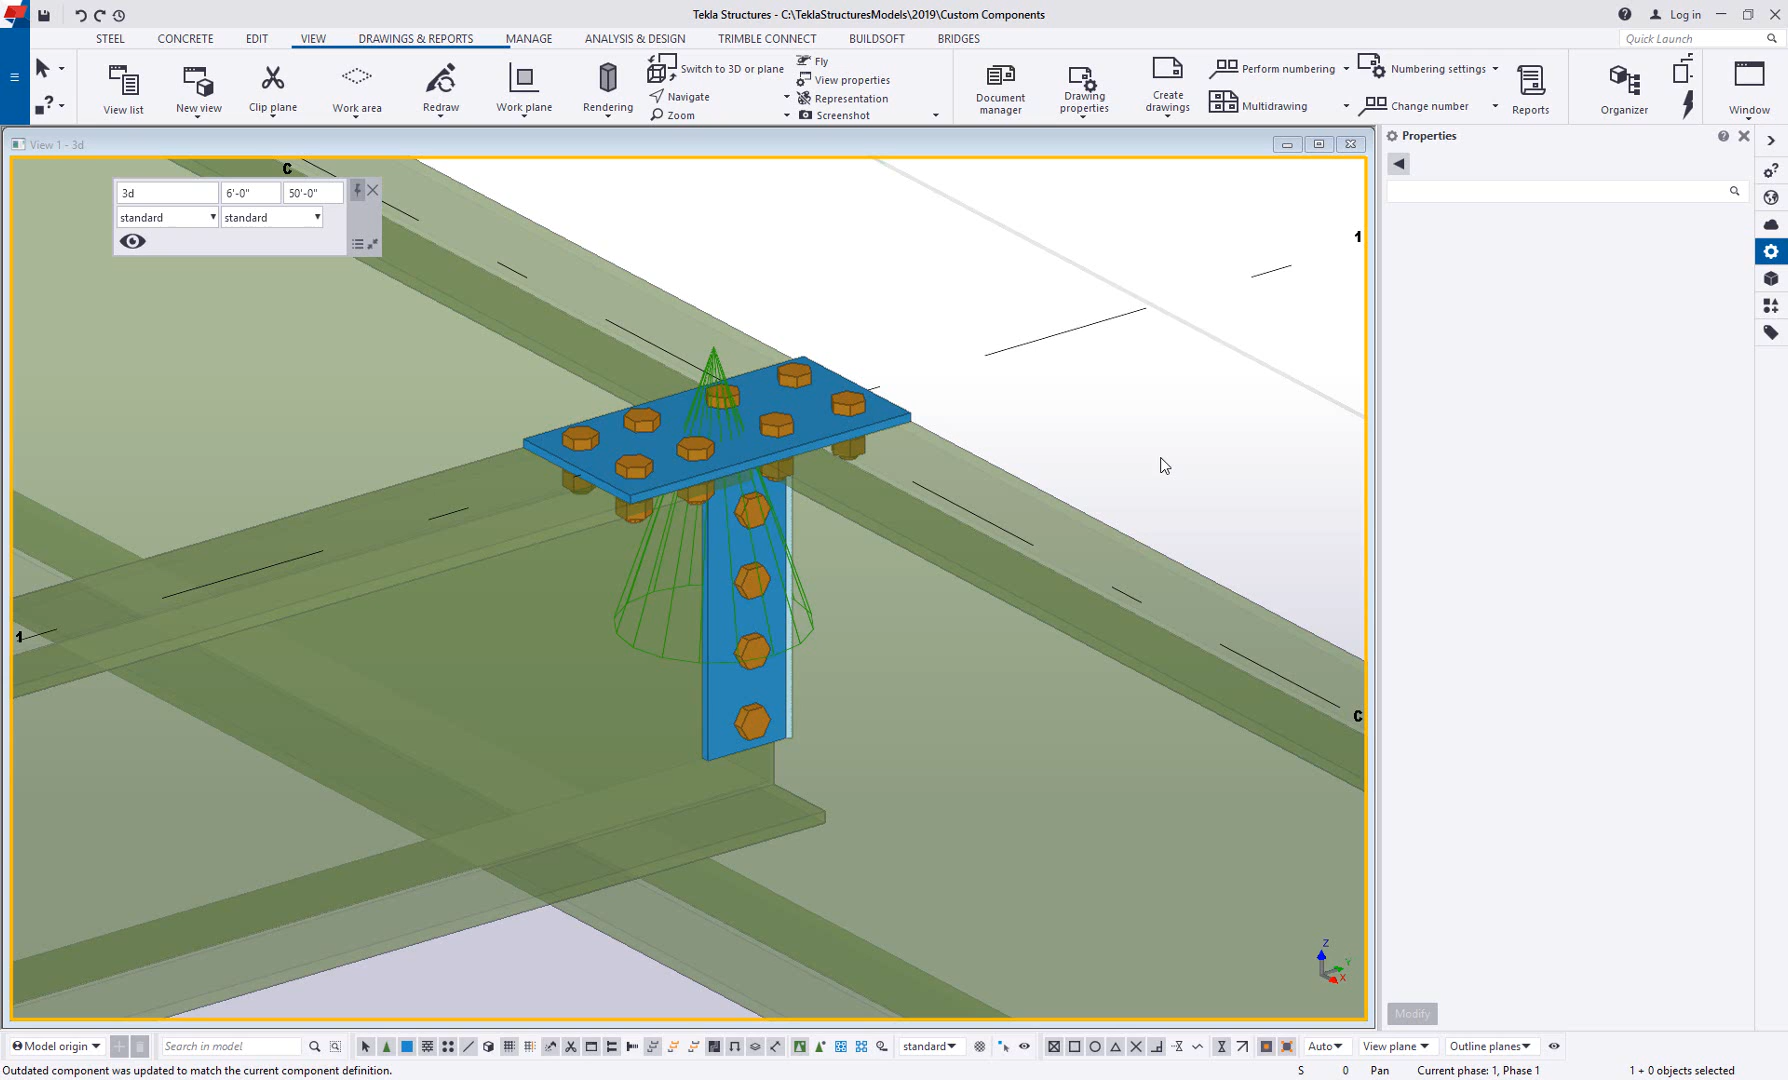 Tekla Structures - C:\TeklaStructuresModels\2019\Custom Components
Log in
STEEL CONCRETE EDIT VIEW DRAWINGS & REPORTS MANAGE ANALYSIS & DESIGN TRIMBLE CONNECT BUILDSOFT BRIDGES
Quick Launch
View list
New view
Clip plane
Work area
Redraw
Work plane
Rendering
Switch to 3D or plane
Navigate
Zoom
Fly
View properties
Representation
Screenshot
Document manager
Drawing properties
Create drawings
Perform numbering
Multidrawing
Numbering settings
Change number
Reports
Organizer
Window
View 1 - 3d
Properties
3d 6'-0" 50'-0"
standard standard
C
1
1
C
Z
Y
X
Modify
Model origin
Search in model
standard
Auto
View plane
Outline planes
Outdated component was updated to match the current component definition.
S 0 Pan Current phase: 1, Phase 1 1 + 0 objects selected